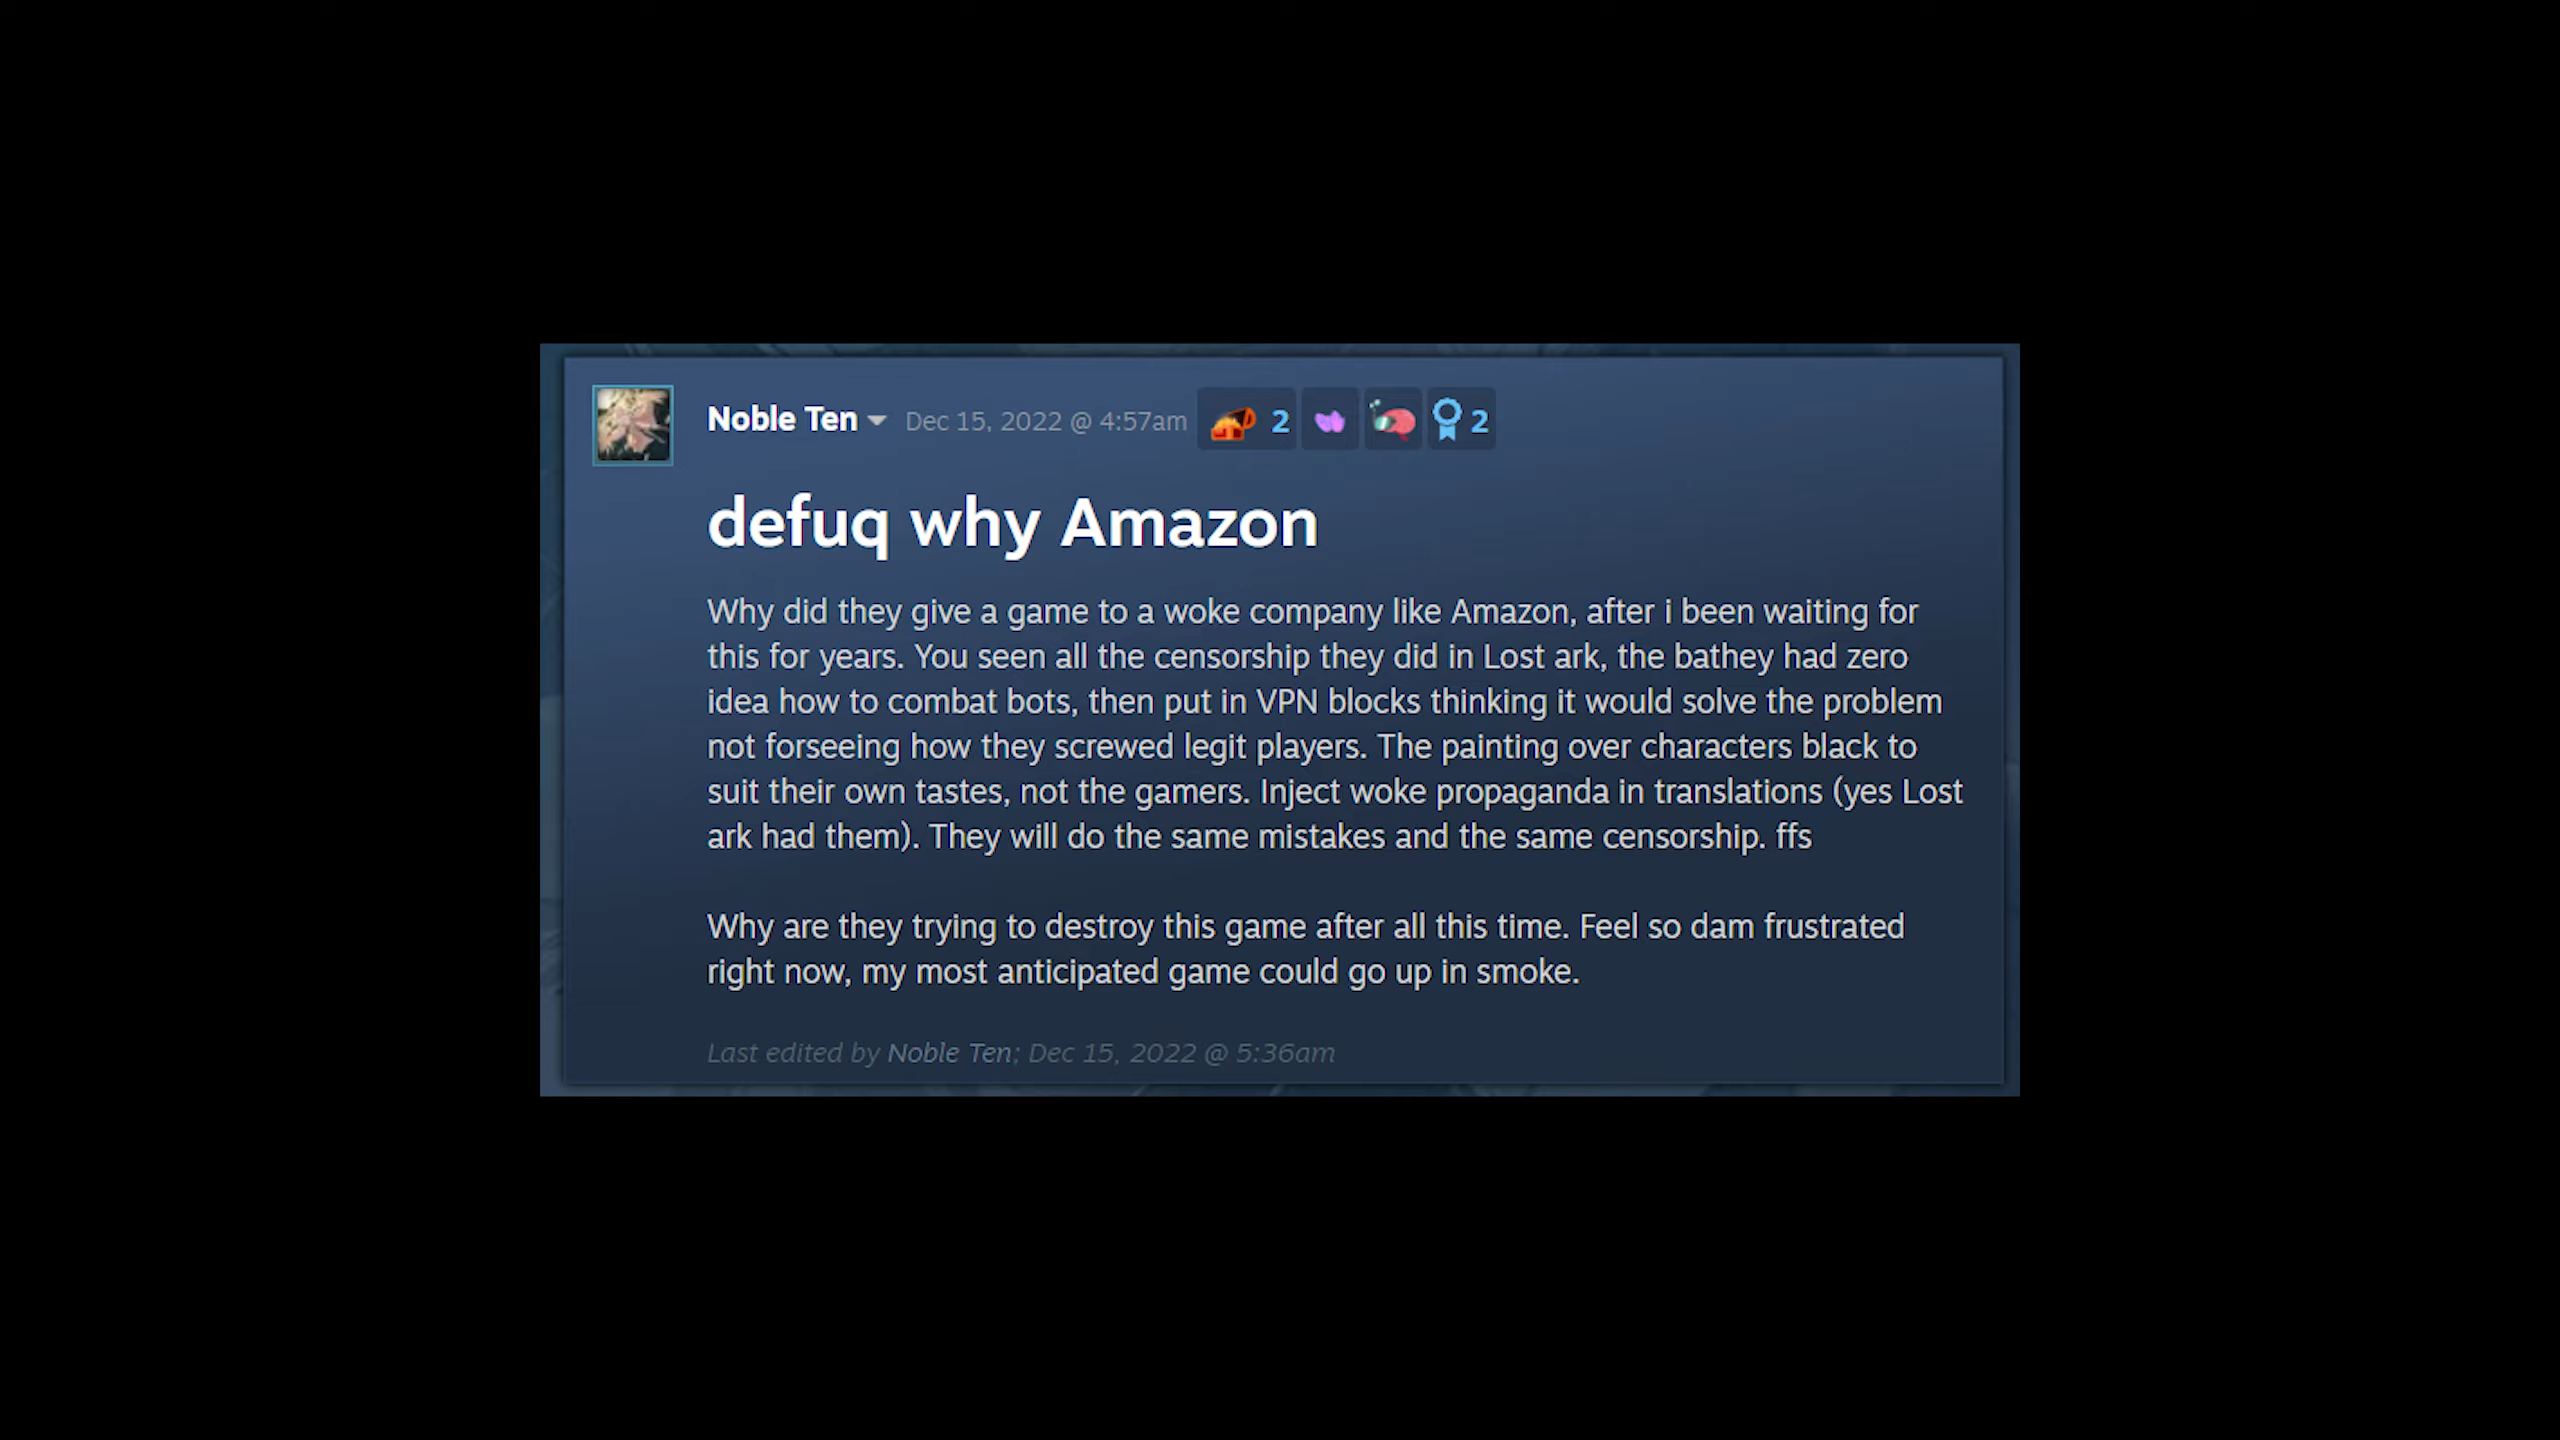 Noble Ten Dec 15, 2022 @ 4:57am 2 2
defuq why Amazon
Why did they give a game to a woke company like Amazon, after i been waiting for
this for years. You seen all the censorship they did in Lost ark, the bathey had zero
idea how to combat bots, then put in VPN blocks thinking it would solve the problem
not forseeing how they screwed legit players. The painting over characters black to
suit their own tastes, not the gamers. Inject woke propaganda in translations (yes Lost
ark had them). They will do the same mistakes and the same censorship. ffs
Why are they trying to destroy this game after all this time. Feel so dam frustrated
right now, my most anticipated game could go up in smoke.
Last edited by Noble Ten; Dec 15, 2022 @ 5:36am